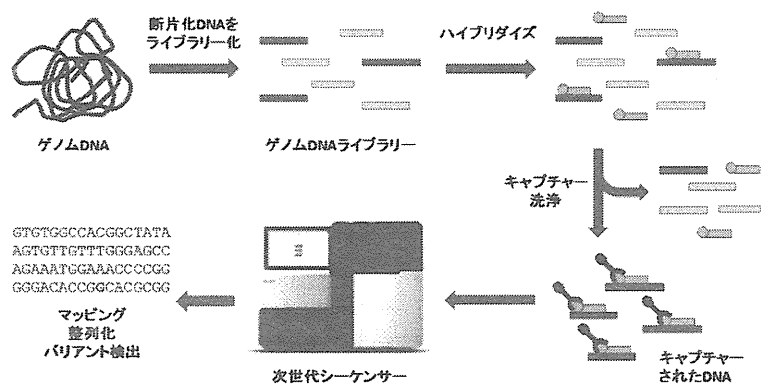 断片化DNAを
ライブラリー化
ハイブリダイズ
ゲノムDNA
ゲノムDNAライブラリー
キャプチャー
洗浄
GTGTGGCCACGGCTATA
AGTGTTGTTTGGGAGCC
AGAAATGGAAACCCCGG
GGGACACCGGCACGCGG
マッピング
整列化
バリアント検出
次世代シーケンサー
キャプチャー
されたDNA